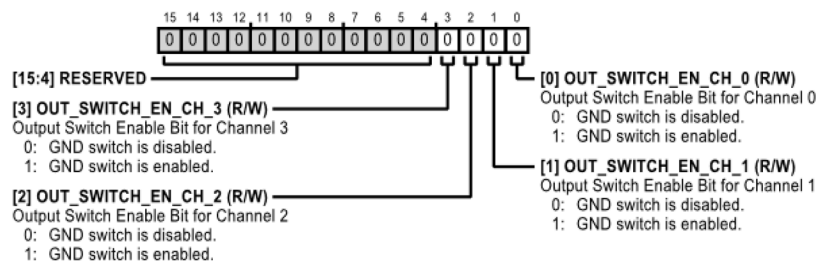 15 14 13 12 11 10 9 8 7 6 5 4 3 2 1 0
0 0 0 0 0 0 0 0 0 0 0 0 0 0 0 0
[15:4] RESERVED
[3] OUT_SWITCH_EN_CH_3 (R/W)
Output Switch Enable Bit for Channel 3
0: GND switch is disabled.
1: GND switch is enabled.
[2] OUT_SWITCH_EN_CH_2 (R/W)
Output Switch Enable Bit for Channel 2
0: GND switch is disabled.
1: GND switch is enabled.
[0] OUT_SWITCH_EN_CH_0 (R/W)
Output Switch Enable Bit for Channel 0
0: GND switch is disabled.
1: GND switch is enabled.
[1] OUT_SWITCH_EN_CH_1 (R/W)
Output Switch Enable Bit for Channel 1
0: GND switch is disabled.
1: GND switch is enabled.